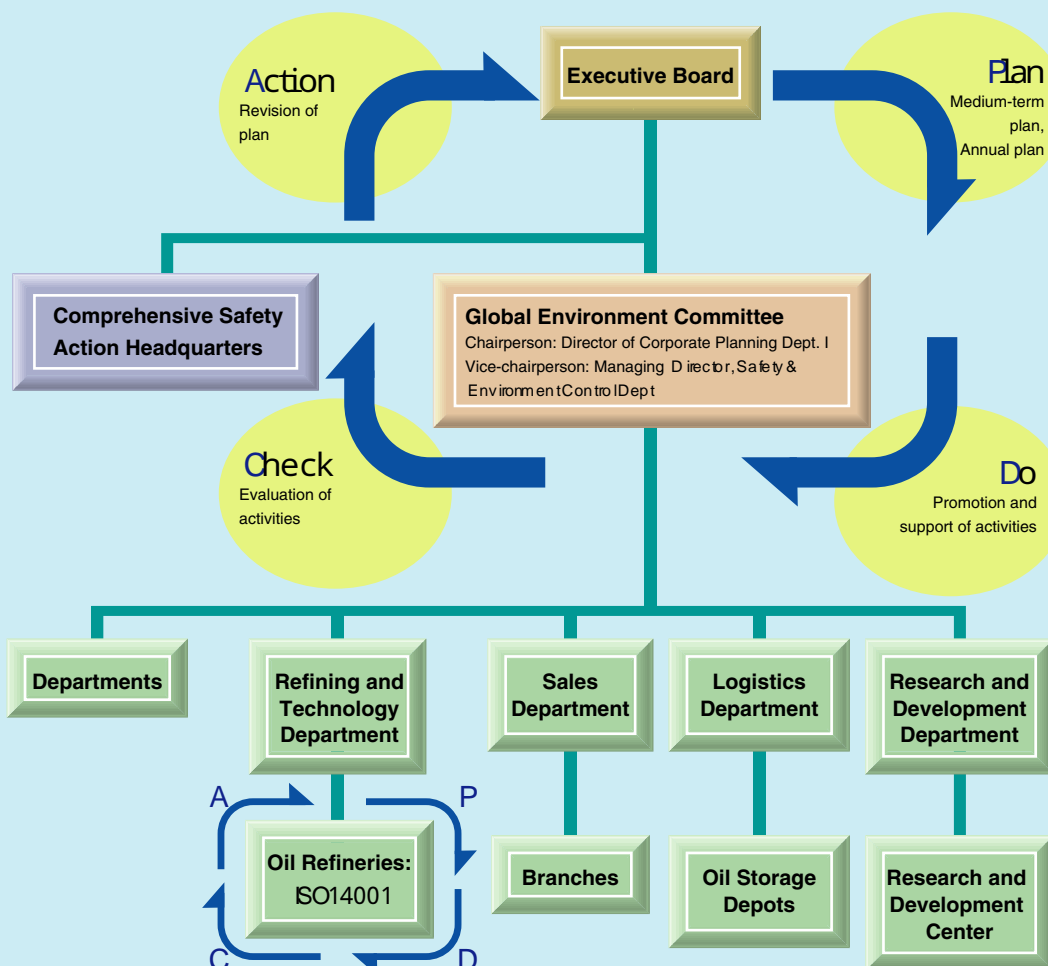 Action
Revision of
plan
Executive Board
Plan
Medium-term
plan,
Annual plan
Comprehensive Safety
Action Headquarters
Global Environment Committee
Chairperson: Director of Corporate Planning Dept. I
Vice-chairperson: Managing Director, Safety &
Environment Control Dept
Check
Evaluation of
activities
Do
Promotion and
support of activities
Departments
Refining and
Technology
Department
Sales
Department
Logistics
Department
Research and
Development
Department
A
P
Oil Refineries:
ISO14001
C
D
Branches
Oil Storage
Depots
Research and
Development
Center